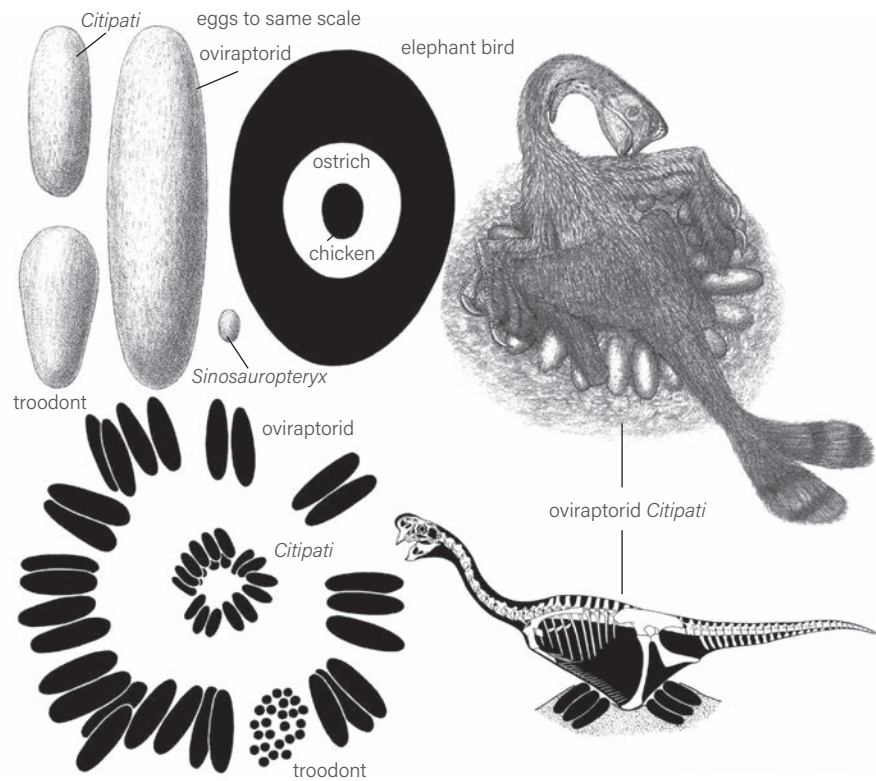 Citipati
eggs to same scale
oviraptorid
elephant bird
ostrich
chicken
Sinosauropteryx
troodont
oviraptorid
Citipati
oviraptorid Citipati
troodont